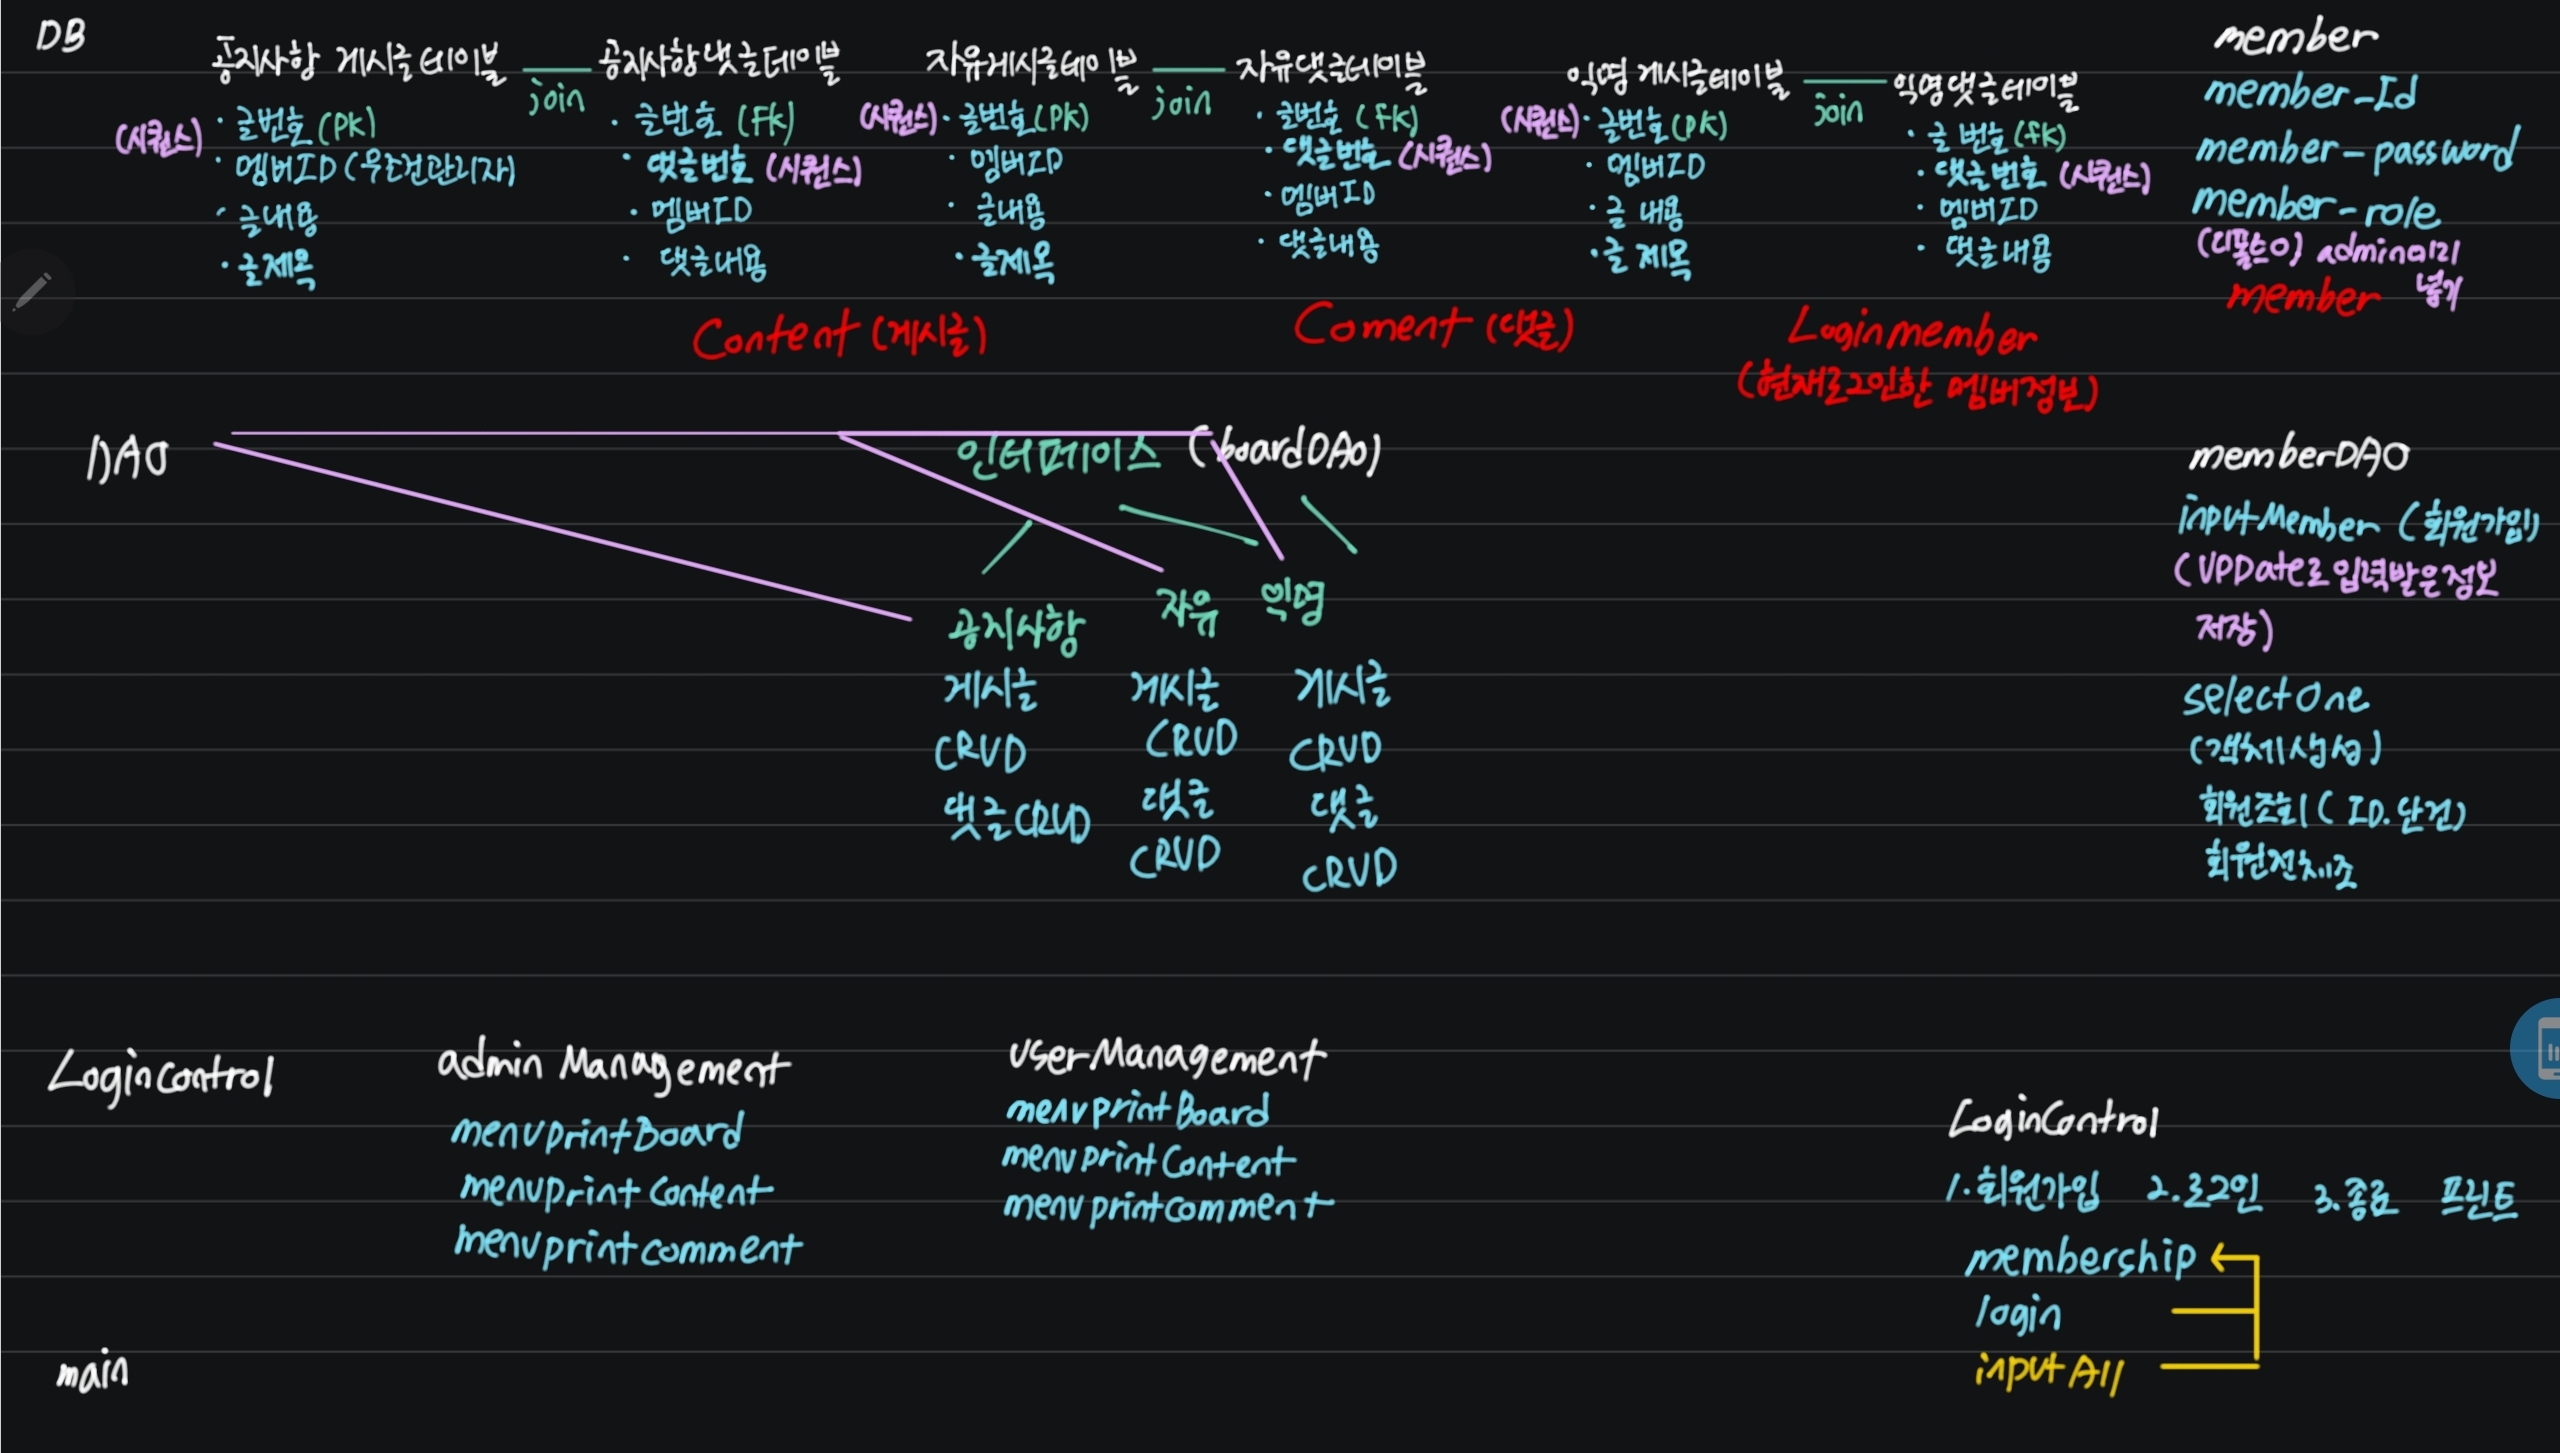 DB
공지사항 게시글 테이블
(시퀀스)
· 글번호 (PK)
· 멤버ID (무조건관리자)
· 글내용
· 글제목
join
공지사항 댓글 테이블
· 글번호 (FK)
· 댓글번호 (시퀀스)
· 멤버ID
· 댓글내용
자유게시글테이블
(시퀀스) · 글번호(PK)
· 멤버ID
· 글내용
· 글제목
join
자유댓글테이블
· 글번호 (FK)
· 댓글번호 (시퀀스)
· 멤버ID
· 댓글내용
익명 게시글테이블
(시퀀스) · 글번호 (PK)
· 멤버ID
· 글 내용
· 글 제목
join
익명댓글테이블
· 글 번호 (FK)
· 댓글번호 (시퀀스)
· 멤버ID
· 댓글내용
member
member-Id
member-password
member-role
(디폴트0) admin미리
넣기
member
Content (게시글)
Coment (댓글)
Loginmember
(현재로그인한 멤버정보)
DAO
인터페이스 (boardDAO)
공지사항
게시글
CRUD
댓글CRUD
자유
게시글
CRUD
댓글
CRUD
익명
게시글
CRUD
댓글
CRUD
memberDAO
inputMember (회원가입)
(UPDate로 입력받은정보
저장)
selectOne
(객체생성)
회원조회 (ID.단건)
회원전체조
Logincontrol
admin Management
menuprintBoard
menuprint Content
menuprintcomment
userManagement
menuprintBoard
menuprintContent
menuprintcomment
LoginControl
1.회원가입 2.로그인 3.종료 프린트
membership
login
inputAll
main